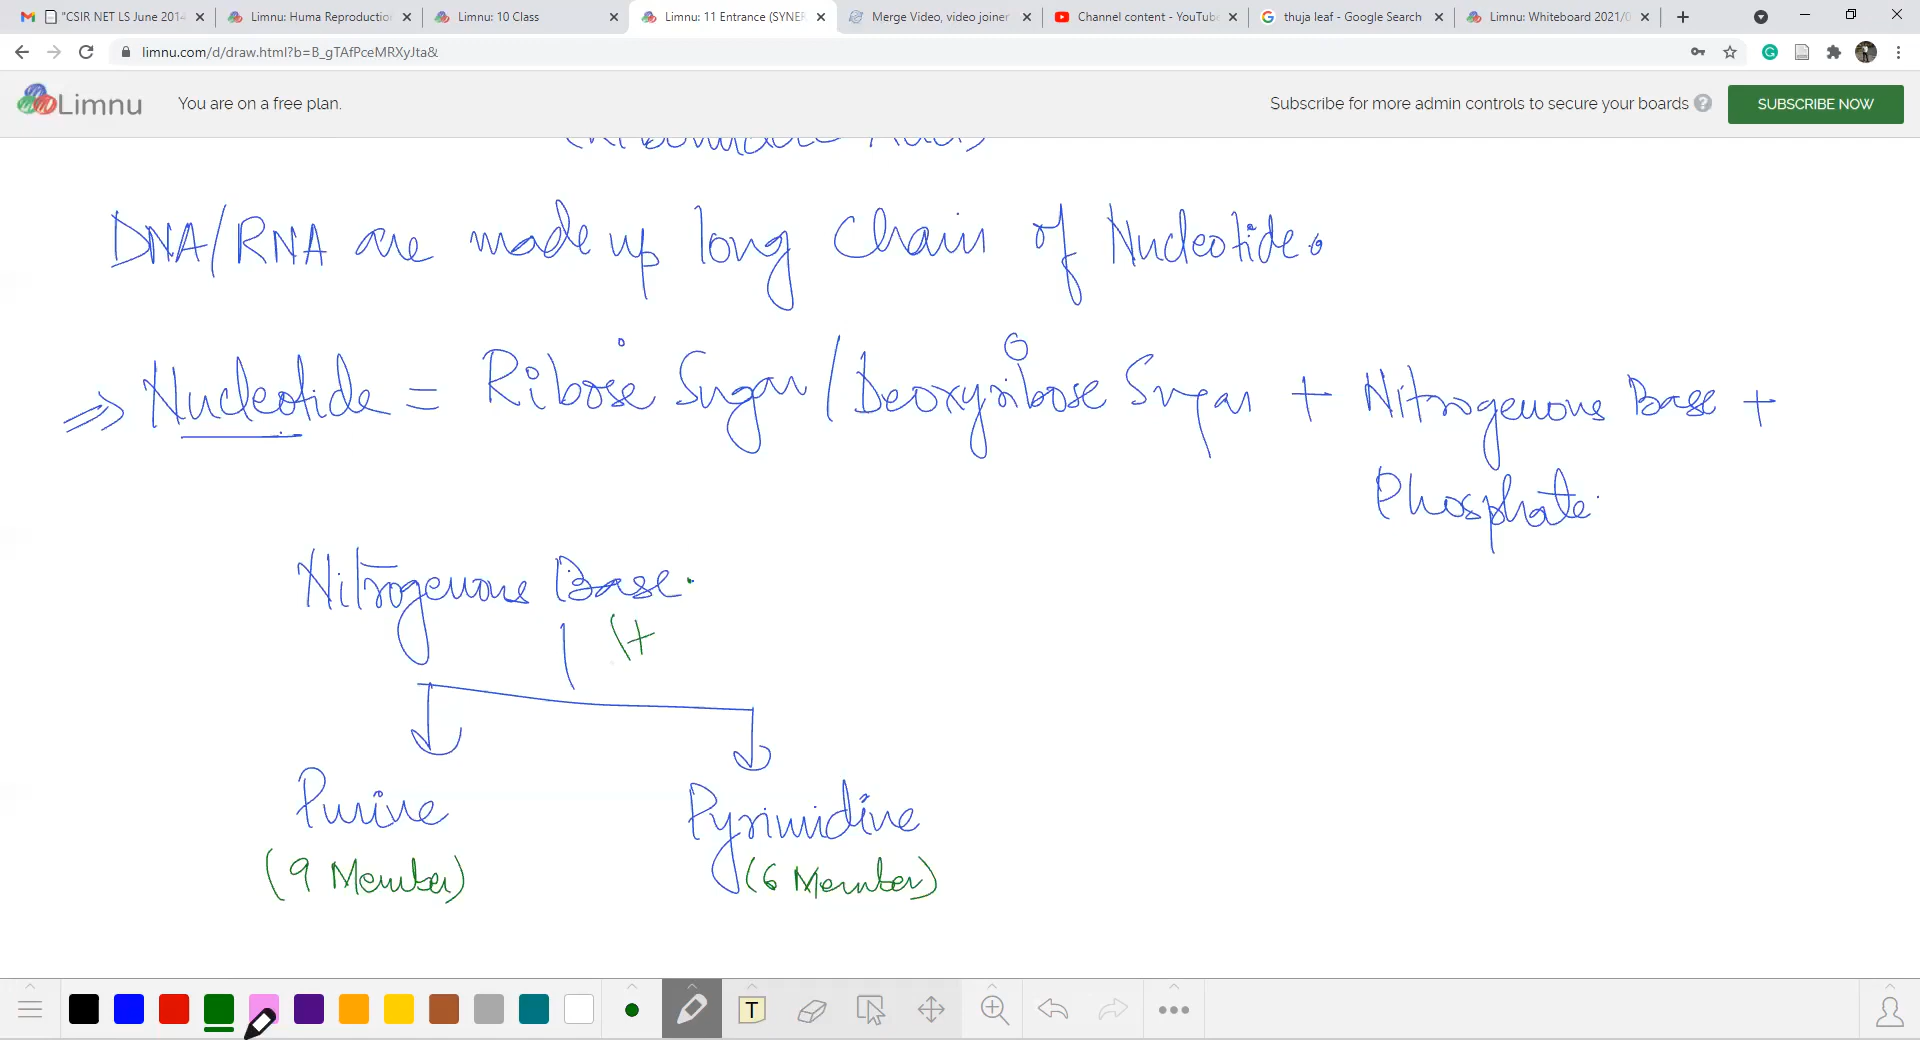 "CSIR NET LS June 2014
Limnu: Huma Reproductio
Limnu: 10 Class
Limnu: 11 Entrance (SYNER
Merge Video, video joiner
Channel content - YouTub
thuja leaf - Google Search
Limnu: Whiteboard 2021/0
limnu.com/d/draw.html?b=B_gTAfPceMRXyJta&
Limnu
You are on a free plan.
Subscribe for more admin controls to secure your boards ?
SUBSCRIBE NOW
DNA/RNA are made up long Chain of Nucleotide.
⇒ Nucleotide = Ribose Sugar / Deoxyribose Sugar + Nitrogenous Base +
Phosphate.
Nitrogenous Base.
(H
Purine
Pyrimidine
(9 Member)
(6 Member)
T